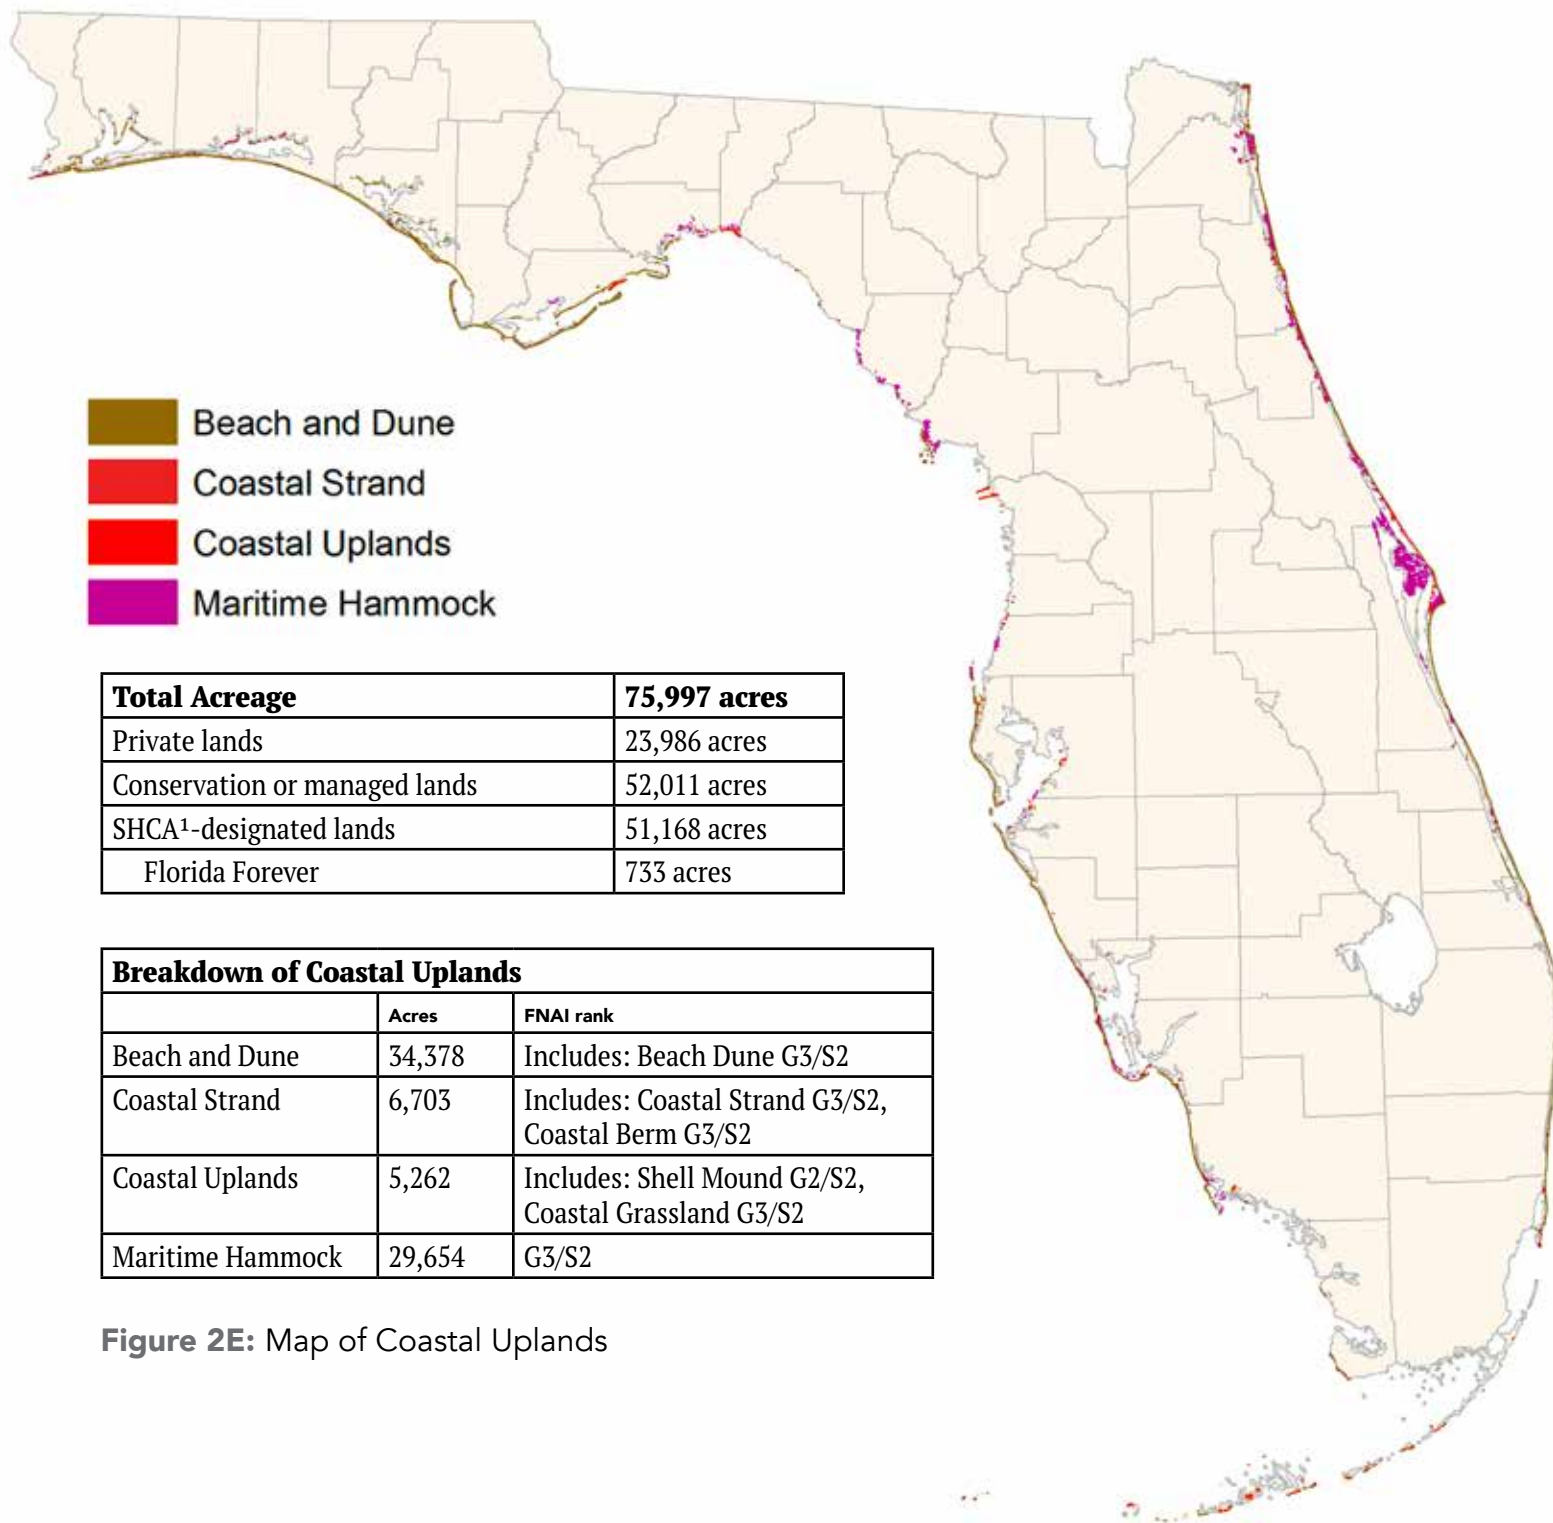 Beach and Dune
Coastal Strand
Coastal Uplands
Maritime Hammock
Total Acreage 75,997 acres
Private lands 23,986 acres
Conservation or managed lands 52,011 acres
SHCA¹-designated lands 51,168 acres
Florida Forever 733 acres
Breakdown of Coastal Uplands
Acres FNAI rank
Beach and Dune 34,378 Includes: Beach Dune G3/S2
Coastal Strand 6,703 Includes: Coastal Strand G3/S2,
Coastal Berm G3/S2
Coastal Uplands 5,262 Includes: Shell Mound G2/S2,
Coastal Grassland G3/S2
Maritime Hammock 29,654 G3/S2
Figure 2E: Map of Coastal Uplands